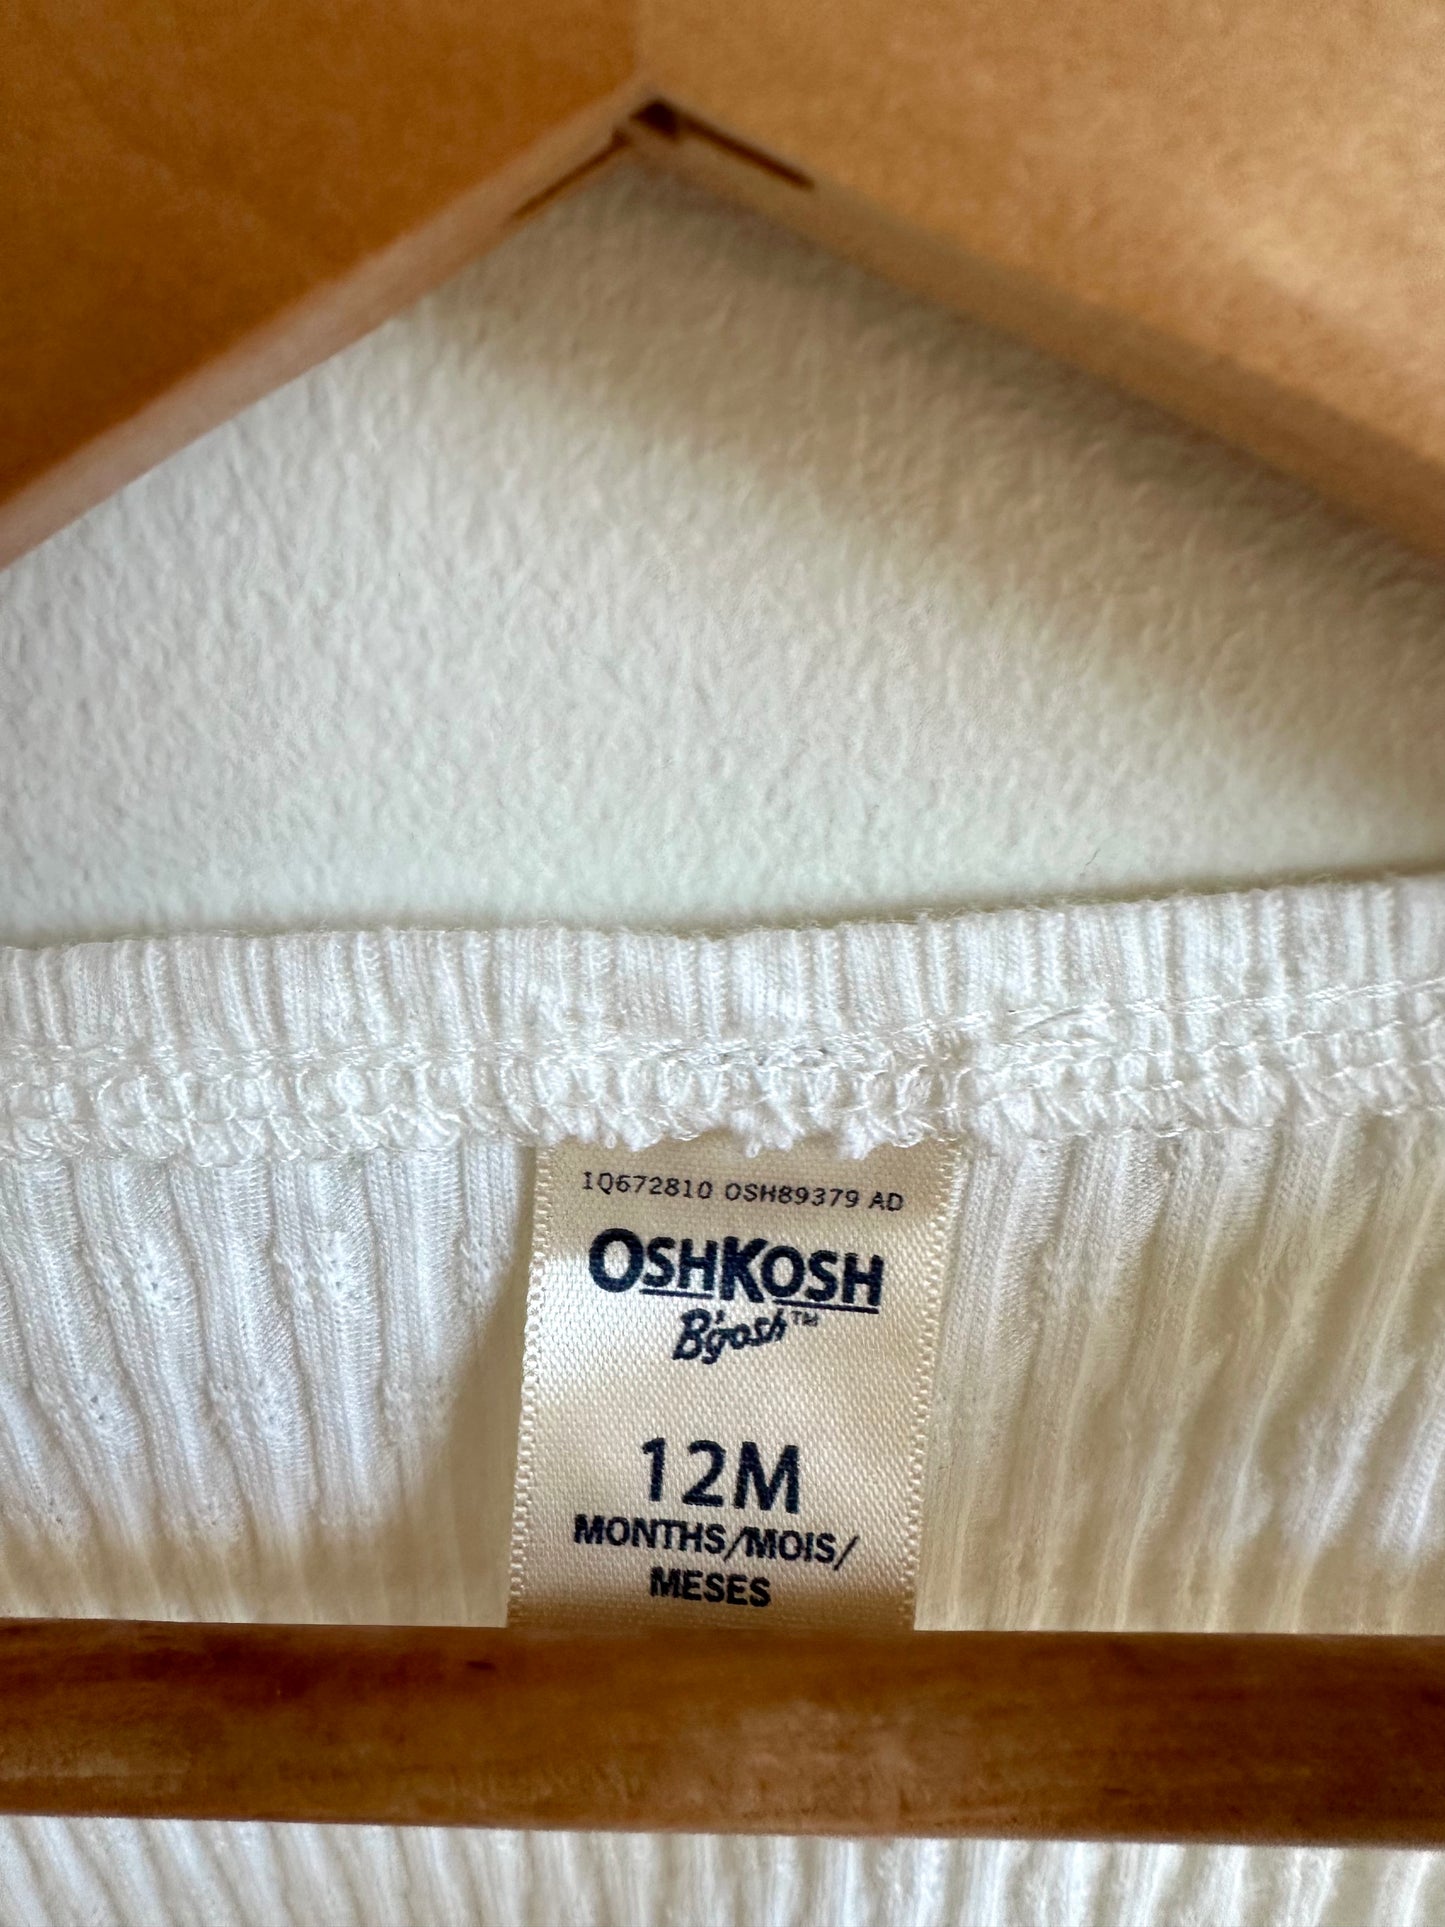 1Q672810 OSH89379 AD
OSHKOSH
B'gosh™
12M
MONTHS/MOIS/
MESES